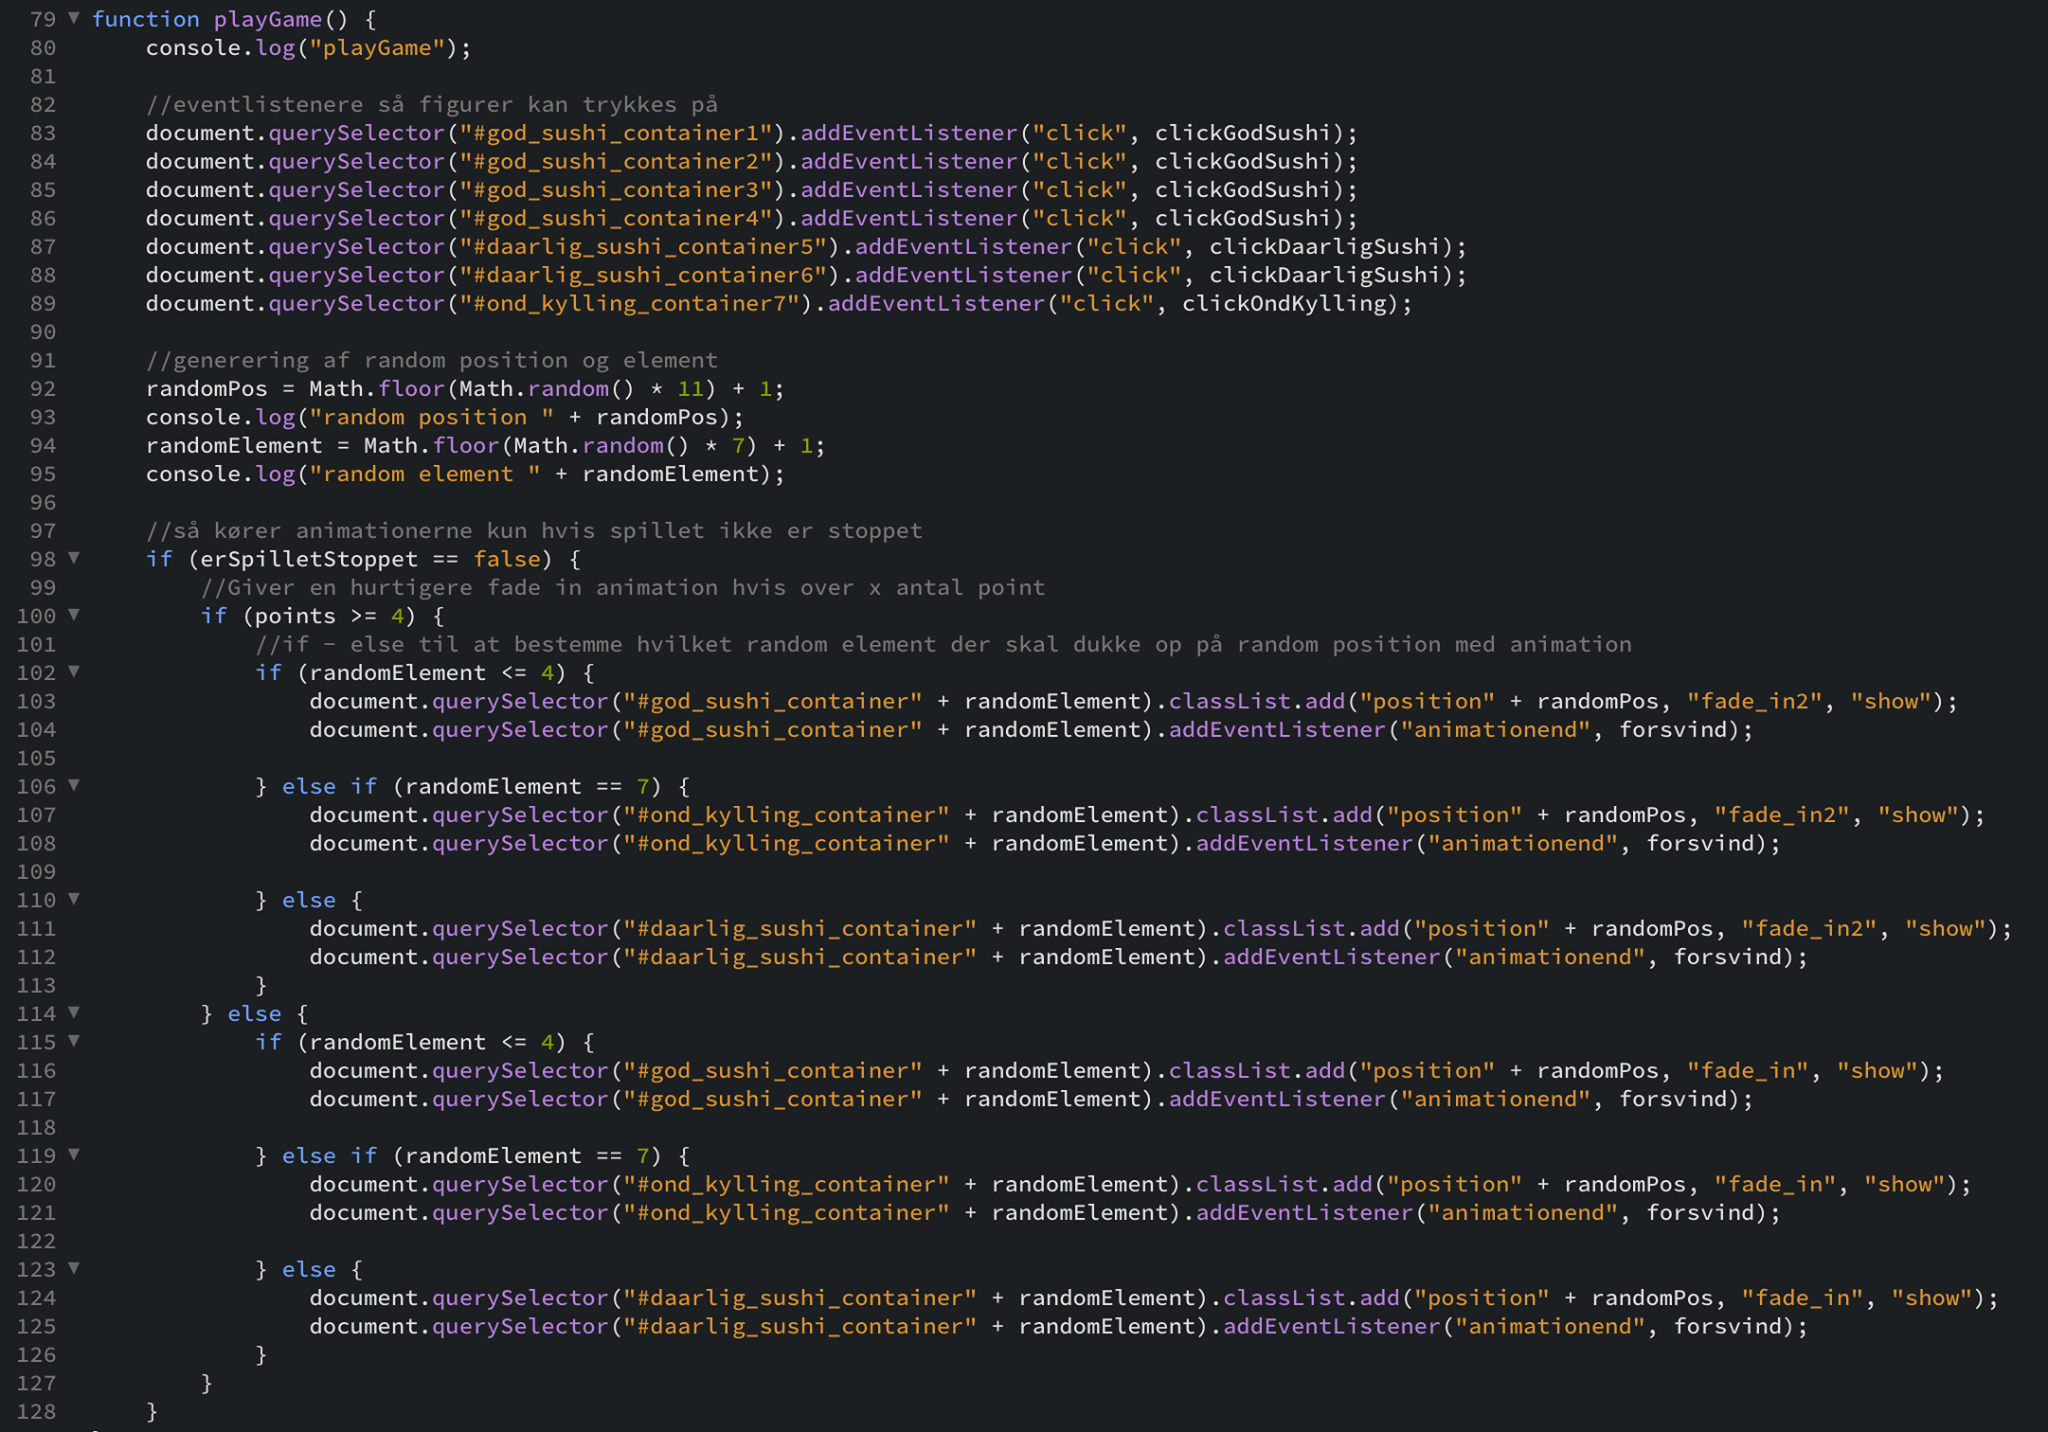 79 ▼ function playGame() {
80     console.log("playGame");
81
82     //eventlistenere så figurer kan trykkes på
83     document.querySelector("#god_sushi_container1").addEventListener("click", clickGodSushi);
84     document.querySelector("#god_sushi_container2").addEventListener("click", clickGodSushi);
85     document.querySelector("#god_sushi_container3").addEventListener("click", clickGodSushi);
86     document.querySelector("#god_sushi_container4").addEventListener("click", clickGodSushi);
87     document.querySelector("#daarlig_sushi_container5").addEventListener("click", clickDaarligSushi);
88     document.querySelector("#daarlig_sushi_container6").addEventListener("click", clickDaarligSushi);
89     document.querySelector("#ond_kylling_container7").addEventListener("click", clickOndKylling);
90
91     //generering af random position og element
92     randomPos = Math.floor(Math.random() * 11) + 1;
93     console.log("random position " + randomPos);
94     randomElement = Math.floor(Math.random() * 7) + 1;
95     console.log("random element " + randomElement);
96
97     //så kører animationerne kun hvis spillet ikke er stoppet
98 ▼     if (erSpilletStoppet == false) {
99         //Giver en hurtigere fade in animation hvis over x antal point
100 ▼         if (points >= 4) {
101             //if - else til at bestemme hvilket random element der skal dukke op på random position med animation
102 ▼             if (randomElement <= 4) {
103                 document.querySelector("#god_sushi_container" + randomElement).classList.add("position" + randomPos, "fade_in2", "show");
104                 document.querySelector("#god_sushi_container" + randomElement).addEventListener("animationend", forsvind);
105
106 ▼             } else if (randomElement == 7) {
107                 document.querySelector("#ond_kylling_container" + randomElement).classList.add("position" + randomPos, "fade_in2", "show");
108                 document.querySelector("#ond_kylling_container" + randomElement).addEventListener("animationend", forsvind);
109
110 ▼             } else {
111                 document.querySelector("#daarlig_sushi_container" + randomElement).classList.add("position" + randomPos, "fade_in2", "show");
112                 document.querySelector("#daarlig_sushi_container" + randomElement).addEventListener("animationend", forsvind);
113             }
114 ▼         } else {
115 ▼             if (randomElement <= 4) {
116                 document.querySelector("#god_sushi_container" + randomElement).classList.add("position" + randomPos, "fade_in", "show");
117                 document.querySelector("#god_sushi_container" + randomElement).addEventListener("animationend", forsvind);
118
119 ▼             } else if (randomElement == 7) {
120                 document.querySelector("#ond_kylling_container" + randomElement).classList.add("position" + randomPos, "fade_in", "show");
121                 document.querySelector("#ond_kylling_container" + randomElement).addEventListener("animationend", forsvind);
122
123 ▼             } else {
124                 document.querySelector("#daarlig_sushi_container" + randomElement).classList.add("position" + randomPos, "fade_in", "show");
125                 document.querySelector("#daarlig_sushi_container" + randomElement).addEventListener("animationend", forsvind);
126             }
127         }
128     }